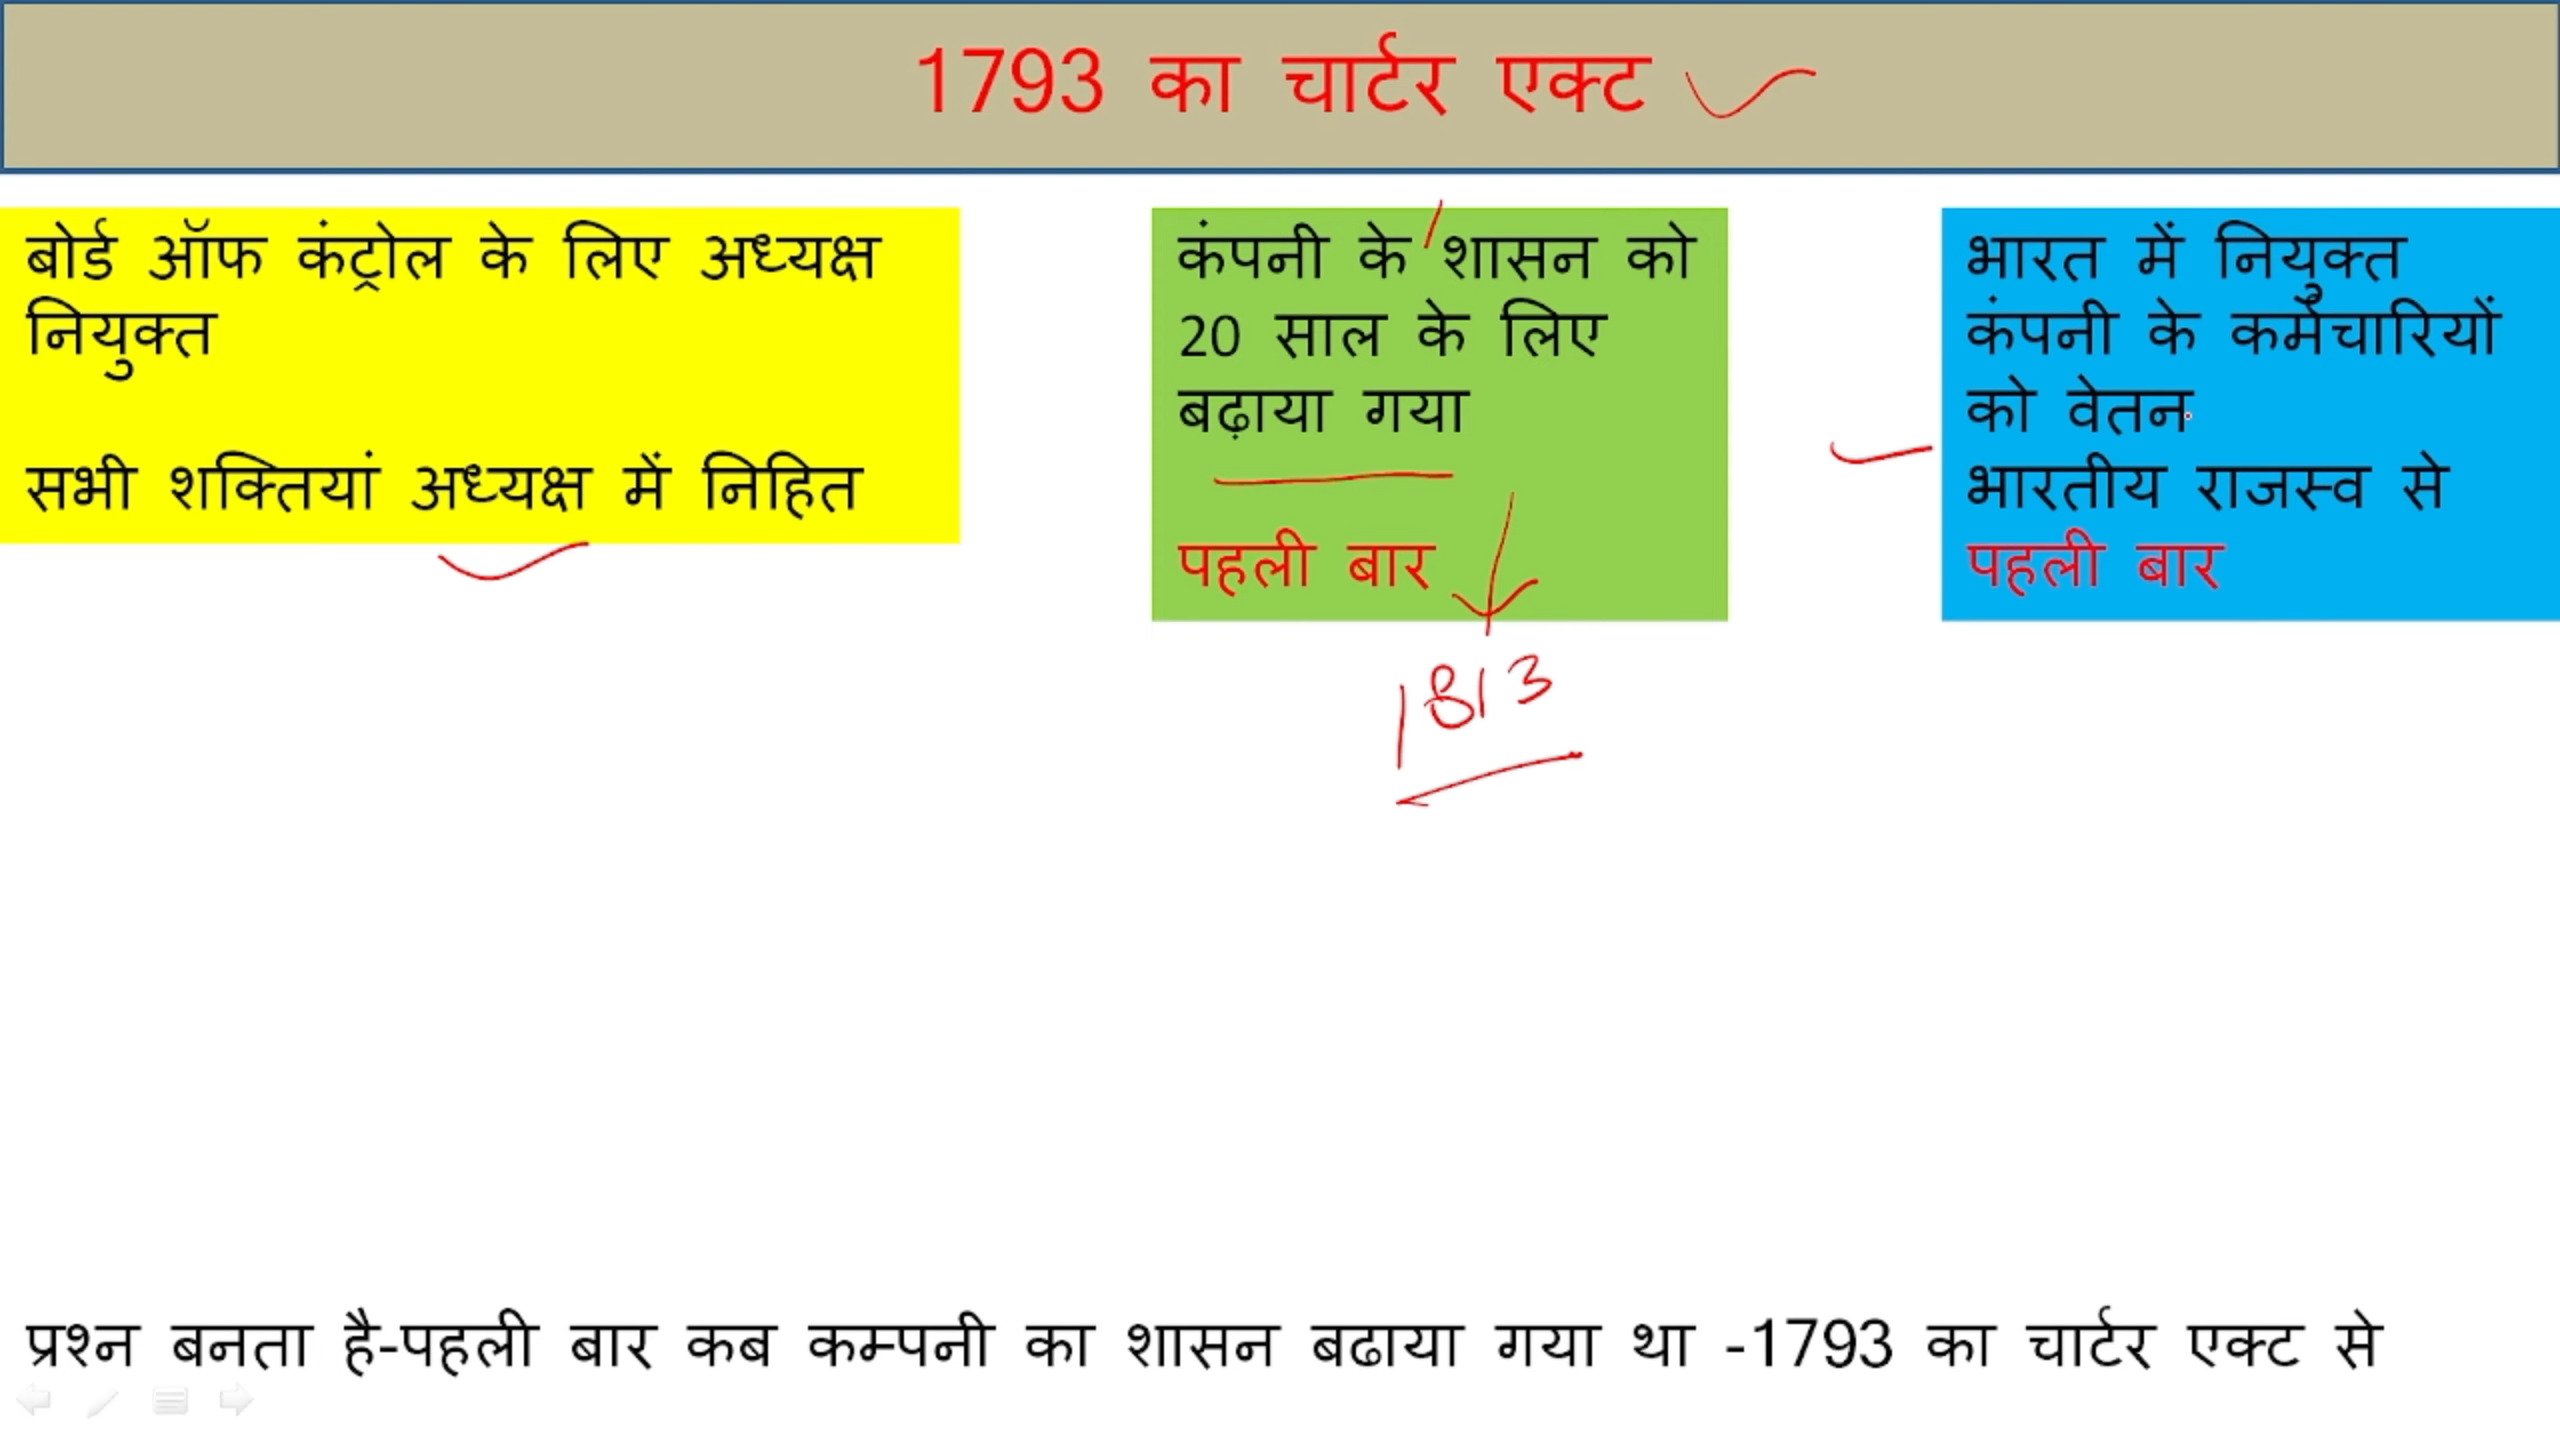 1793 का चार्टर एक्ट
बोर्ड ऑफ कंट्रोल के लिए अध्यक्ष
नियुक्त
सभी शक्तियां अध्यक्ष में निहित
कंपनी के शासन को
20 साल के लिए
बढ़ाया गया
पहली बार
1813
भारत में नियुक्त
कंपनी के कर्मचारियों
को वेतन
भारतीय राजस्व से
पहली बार
प्रश्न बनता है-पहली बार कब कम्पनी का शासन बढाया गया था -1793 का चार्टर एक्ट से